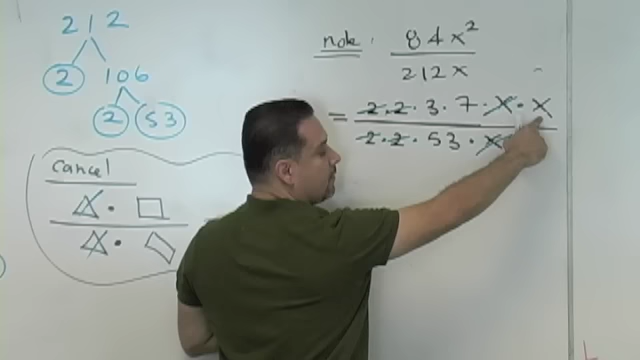 212
2 106
2 53
cancel
note: 84x²
212x
= 2·2·3·7·x·x
2·2·53·x